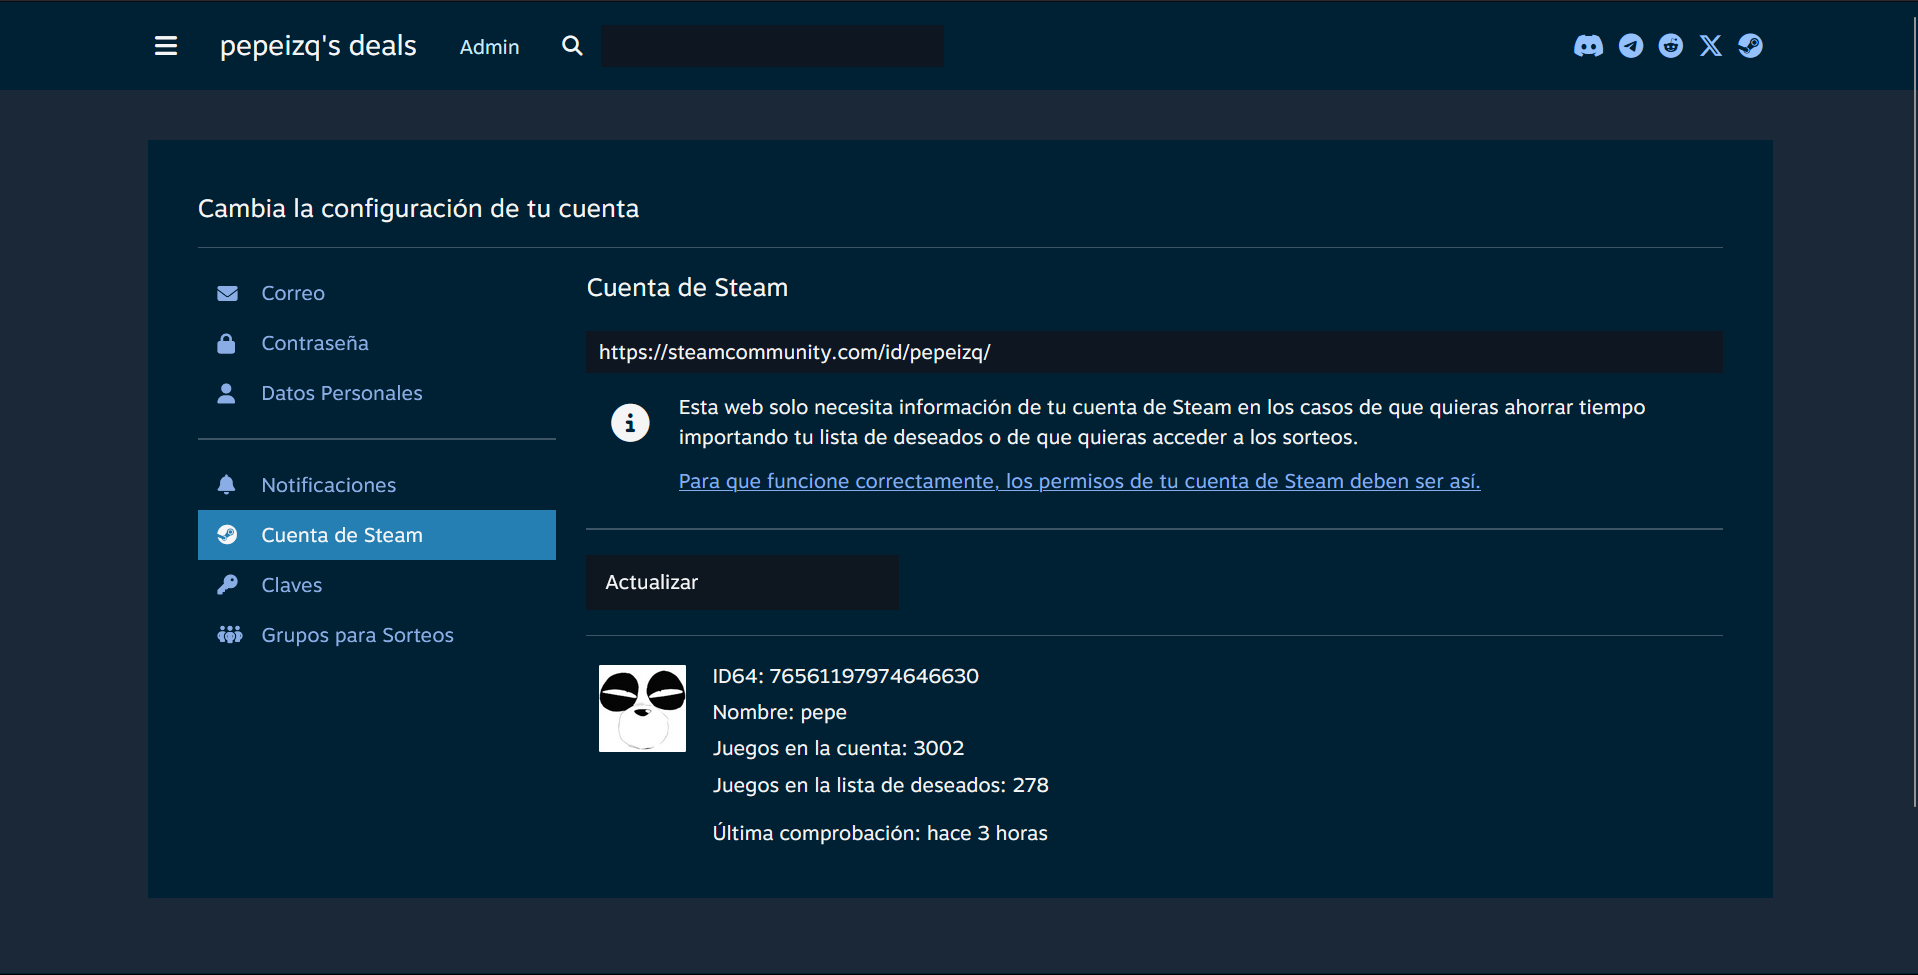 pepeizq's deals
Admin
Cambia la configuración de tu cuenta
Correo
Contraseña
Datos Personales
Notificaciones
Cuenta de Steam
Claves
Grupos para Sorteos
Cuenta de Steam
https://steamcommunity.com/id/pepeizq/
Esta web solo necesita información de tu cuenta de Steam en los casos de que quieras ahorrar tiempo
importando tu lista de deseados o de que quieras acceder a los sorteos.
Para que funcione correctamente, los permisos de tu cuenta de Steam deben ser así.
Actualizar
ID64: 76561197974646630
Nombre: pepe
Juegos en la cuenta: 3002
Juegos en la lista de deseados: 278
Última comprobación: hace 3 horas